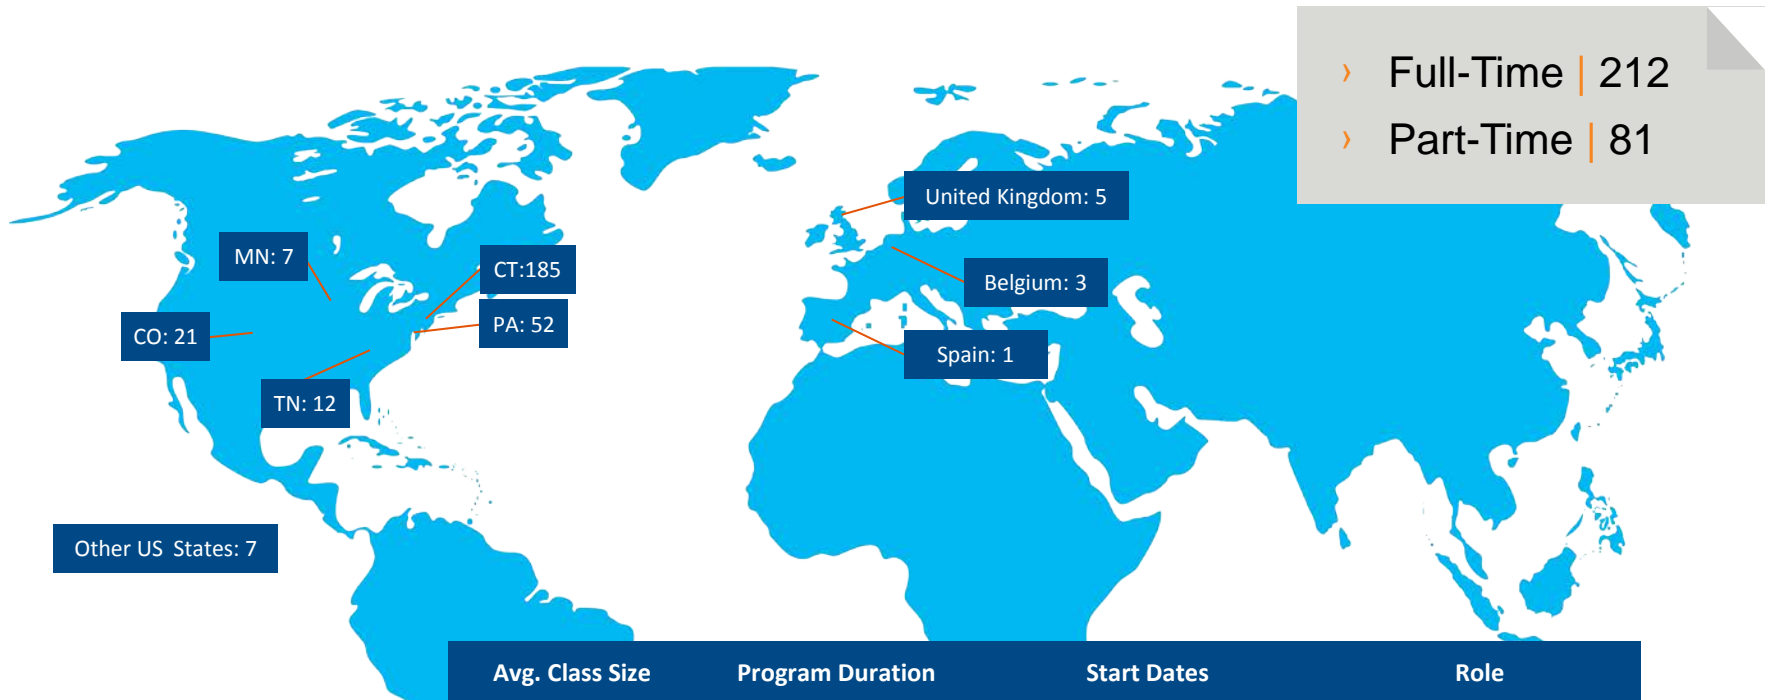 › Full-Time | 212
› Part-Time | 81
United Kingdom: 5
MN: 7
CT:185
Belgium: 3
PA: 52
CO: 21
Spain: 1
TN: 12
Other US States: 7
Avg. Class Size Program Duration Start Dates Role